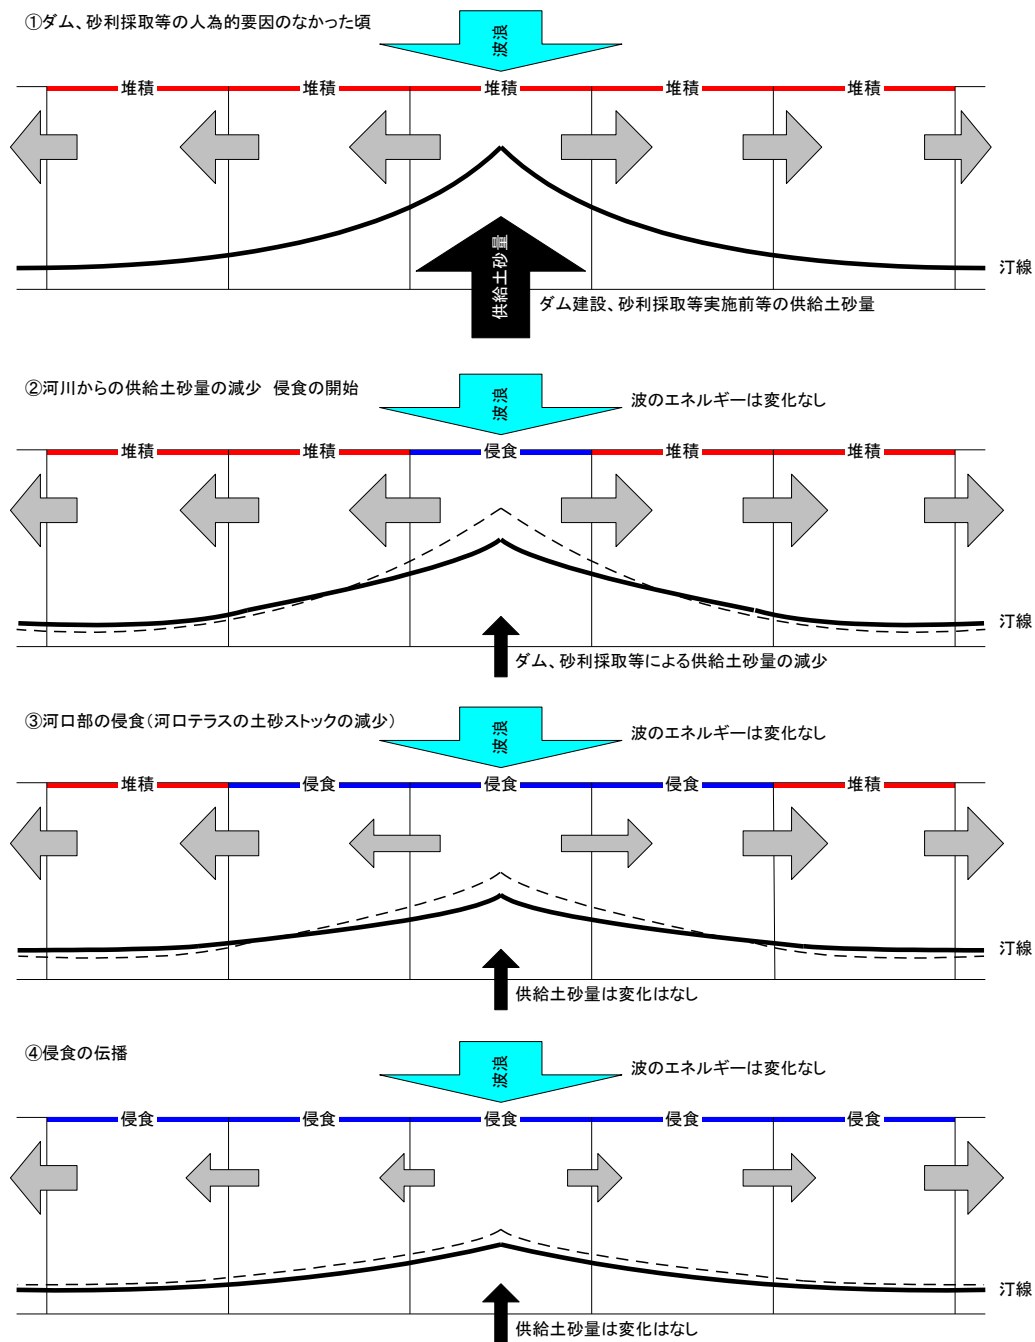 ①ダム、砂利採取等の人為的要因のなかった頃
波浪
堆積 堆積 堆積 堆積 堆積
汀線
供給土砂量
ダム建設、砂利採取等実施前等の供給土砂量
②河川からの供給土砂量の減少 侵食の開始
波浪
波のエネルギーは変化なし
堆積 堆積 侵食 堆積 堆積
汀線
ダム、砂利採取等による供給土砂量の減少
③河口部の侵食(河口テラスの土砂ストックの減少)
波浪
波のエネルギーは変化なし
堆積 侵食 侵食 侵食 堆積
汀線
供給土砂量は変化はなし
④侵食の伝播
波浪
波のエネルギーは変化なし
侵食 侵食 侵食 侵食 侵食
汀線
供給土砂量は変化はなし